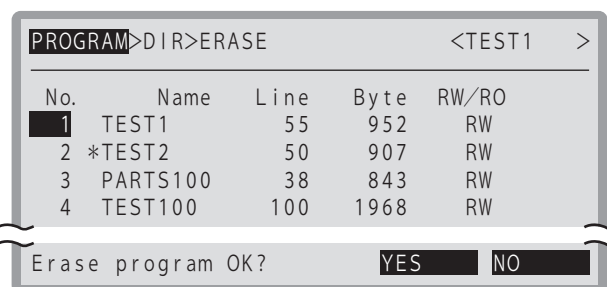 PROGRAM>DIR>ERASE <TEST1 >
No. Name Line Byte RW/RO
1 TEST1 55 952 RW
2 *TEST2 50 907 RW
3 PARTS100 38 843 RW
4 TEST100 100 1968 RW
Erase program OK? YES NO